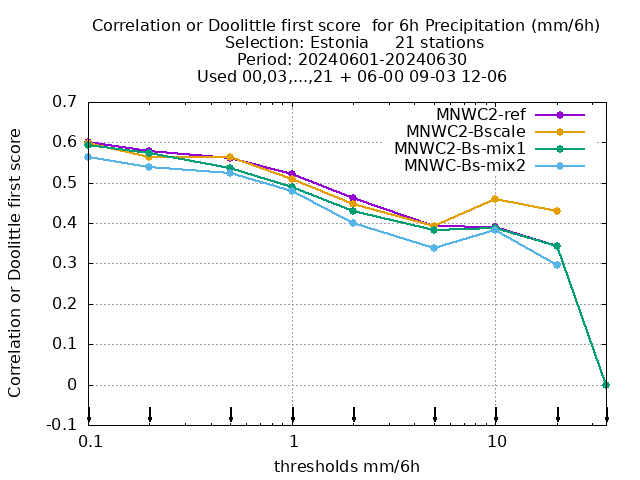 Correlation or Doolittle first score  for 6h Precipitation (mm/6h)
Selection: Estonia     21 stations
Period: 20240601-20240630
Used 00,03,...,21 + 06-00 09-03 12-06
MNWC2-ref
MNWC2-Bscale
MNWC2-Bs-mix1
MNWC-Bs-mix2
Correlation or Doolittle first score
0.7
0.6
0.5
0.4
0.3
0.2
0.1
0
-0.1
0.1 1 10
thresholds mm/6h